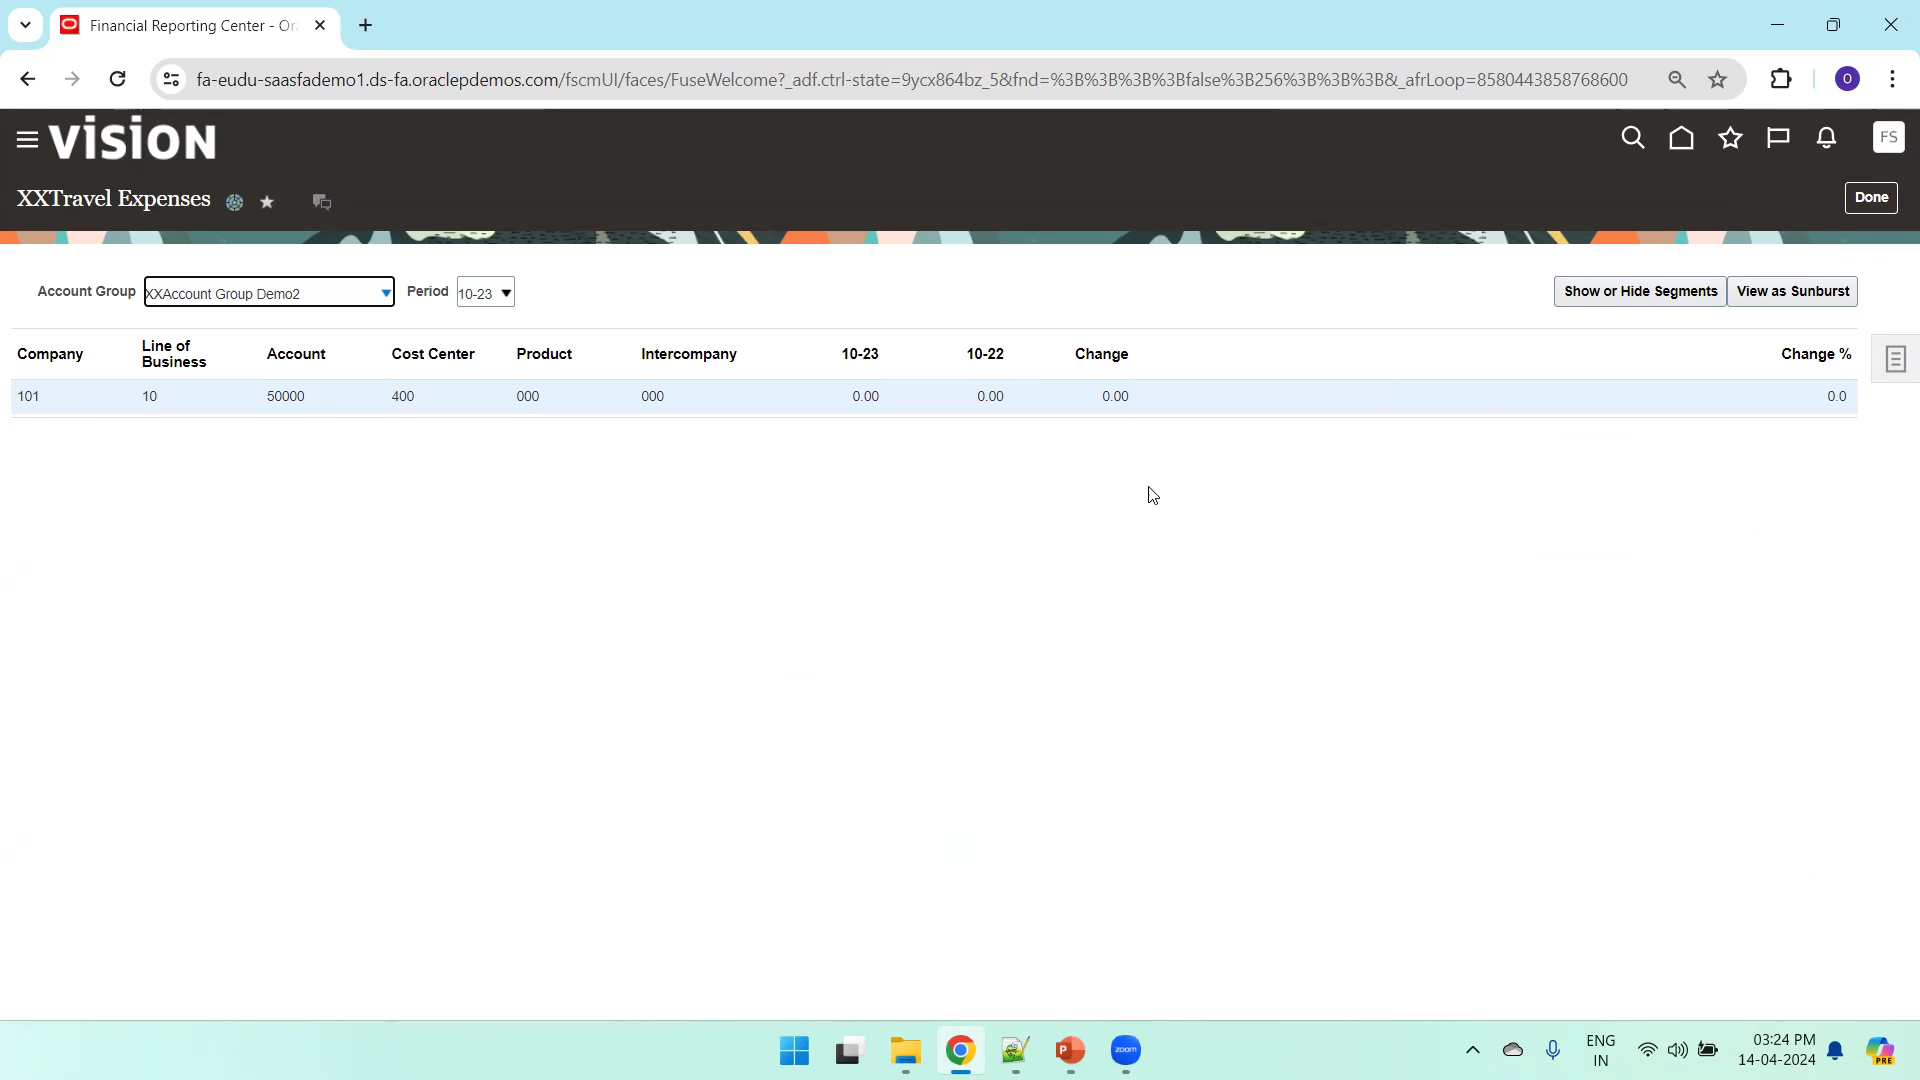 Financial Reporting Center - Or
fa-eudu-saasfademo1.ds-fa.oraclepdemos.com/fscmUI/faces/FuseWelcome?_adf.ctrl-state=9ycx864bz_5&fnd=%3B%3B%3B%3Bfalse%3B256%3B%3B%3B&_afrLoop=8580443858768600
O
VISION
FS
XXTravel Expenses
Done
Account Group XXAccount Group Demo2 Period 10-23
Show or Hide Segments View as Sunburst
Company Line of Business Account Cost Center Product Intercompany 10-23 10-22 Change Change %
101 10 50000 400 000 000 0.00 0.00 0.00 0.0
zoom
ENG
IN
03:24 PM
14-04-2024
PRE